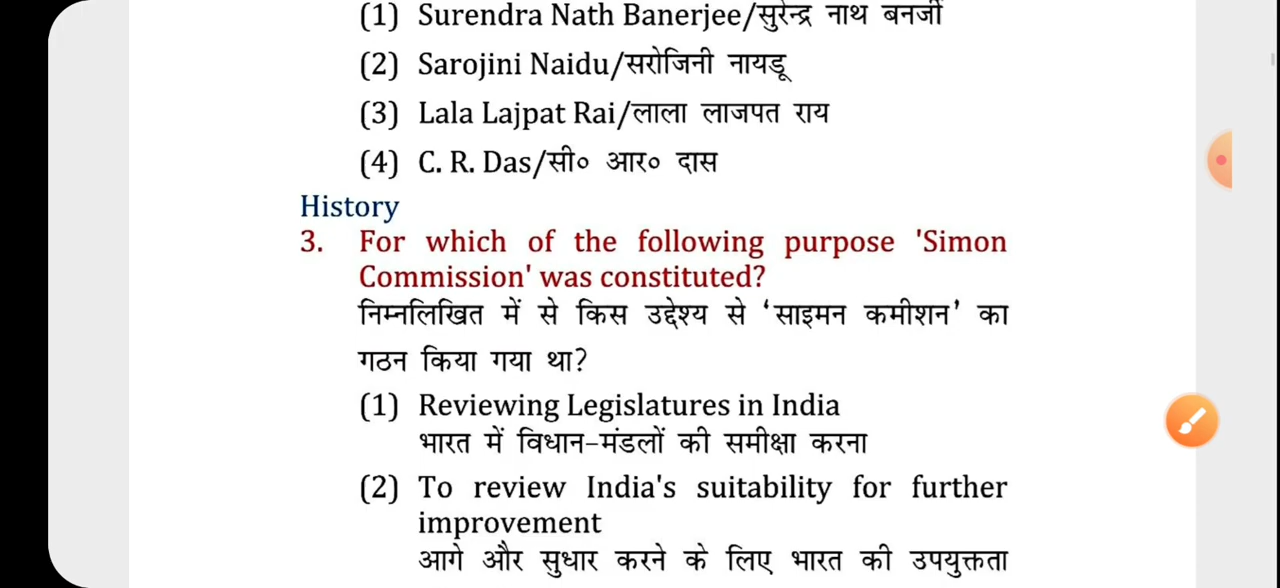 (1) Surendra Nath Banerjee/सुरेन्द्र नाथ बनर्जी
(2) Sarojini Naidu/सरोजिनी नायडू
(3) Lala Lajpat Rai/लाला लाजपत राय
(4) C. R. Das/सी० आर० दास
History
3. For which of the following purpose 'Simon
Commission' was constituted?
निम्नलिखित में से किस उद्देश्य से ‘साइमन कमीशन’ का
गठन किया गया था?
(1) Reviewing Legislatures in India
भारत में विधान-मंडलों की समीक्षा करना
(2) To review India's suitability for further
improvement
आगे और सुधार करने के लिए भारत की उपयुक्तता